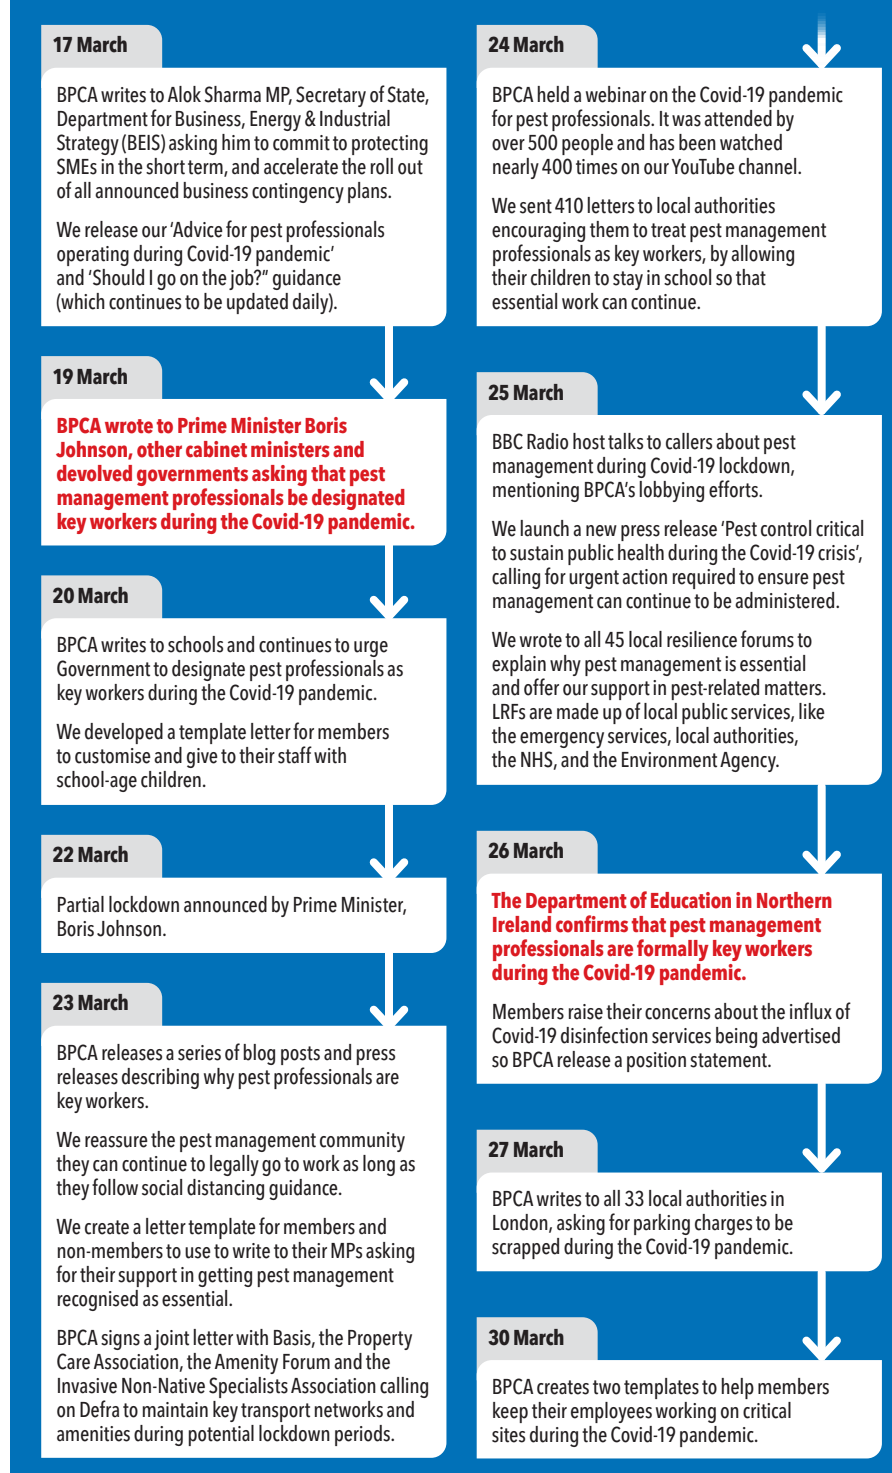 17 March
BPCA writes to Alok Sharma MP, Secretary of State,
Department for Business, Energy & Industrial
Strategy (BEIS) asking him to commit to protecting
SMEs in the short term, and accelerate the roll out
of all announced business contingency plans.
We release our ‘Advice for pest professionals
operating during Covid-19 pandemic’
and ‘Should I go on the job?” guidance
(which continues to be updated daily).
19 March
BPCA wrote to Prime Minister Boris
Johnson, other cabinet ministers and
devolved governments asking that pest
management professionals be designated
key workers during the Covid-19 pandemic.
20 March
BPCA writes to schools and continues to urge
Government to designate pest professionals as
key workers during the Covid-19 pandemic.
We developed a template letter for members
to customise and give to their staff with
school-age children.
22 March
Partial lockdown announced by Prime Minister,
Boris Johnson.
23 March
BPCA releases a series of blog posts and press
releases describing why pest professionals are
key workers.
We reassure the pest management community
they can continue to legally go to work as long as
they follow social distancing guidance.
We create a letter template for members and
non-members to use to write to their MPs asking
for their support in getting pest management
recognised as essential.
BPCA signs a joint letter with Basis, the Property
Care Association, the Amenity Forum and the
Invasive Non-Native Specialists Association calling
on Defra to maintain key transport networks and
amenities during potential lockdown periods.
24 March
BPCA held a webinar on the Covid-19 pandemic
for pest professionals. It was attended by
over 500 people and has been watched
nearly 400 times on our YouTube channel.
We sent 410 letters to local authorities
encouraging them to treat pest management
professionals as key workers, by allowing
their children to stay in school so that
essential work can continue.
25 March
BBC Radio host talks to callers about pest
management during Covid-19 lockdown,
mentioning BPCA’s lobbying efforts.
We launch a new press release ‘Pest control critical
to sustain public health during the Covid-19 crisis’,
calling for urgent action required to ensure pest
management can continue to be administered.
We wrote to all 45 local resilience forums to
explain why pest management is essential
and offer our support in pest-related matters.
LRFs are made up of local public services, like
the emergency services, local authorities,
the NHS, and the Environment Agency.
26 March
The Department of Education in Northern
Ireland confirms that pest management
professionals are formally key workers
during the Covid-19 pandemic.
Members raise their concerns about the influx of
Covid-19 disinfection services being advertised
so BPCA release a position statement.
27 March
BPCA writes to all 33 local authorities in
London, asking for parking charges to be
scrapped during the Covid-19 pandemic.
30 March
BPCA creates two templates to help members
keep their employees working on critical
sites during the Covid-19 pandemic.